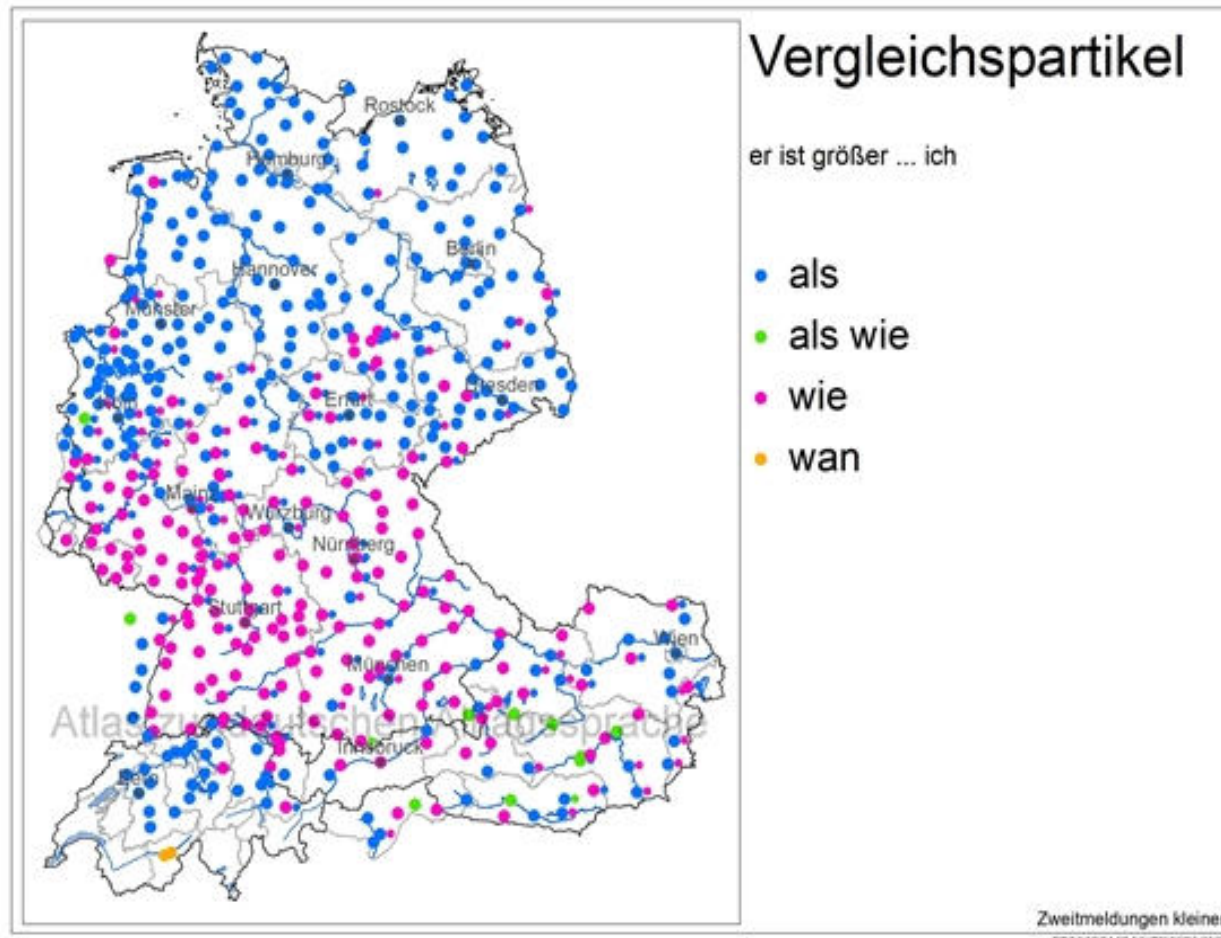 Vergleichspartikel
er ist größer ... ich
als
als wie
wie
wan
Rostock
Hamburg
Berlin
Hannover
Münster
Dresden
Erfurt
Köln
Mainz
Würzburg
Nürnberg
Stuttgart
Wien
München
Atlas zur deutschen Alltagssprache
Innsbruck
Bern
Zweitmeldungen kleiner